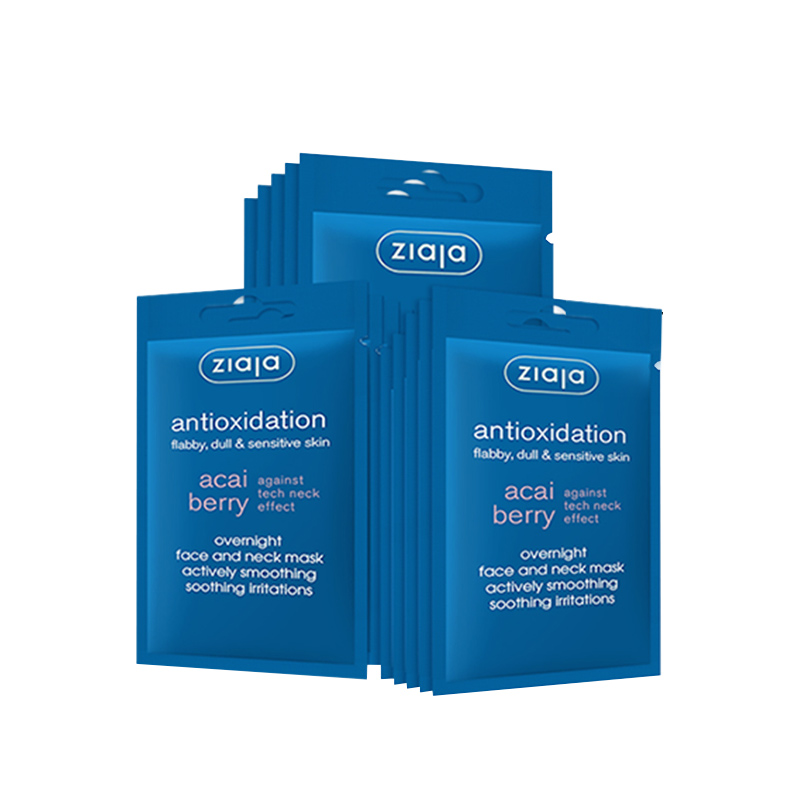 ziaja
ziaja
antioxidation
flabby, dull & sensitive skin
acai
berry
against
tech neck
effect
overnight
face and neck mask
actively smoothing
soothing irritations
ziaja
antioxidation
flabby, dull & sensitive skin
acai
berry
against
tech neck
effect
overnight
face and neck mask
actively smoothing
soothing irritations